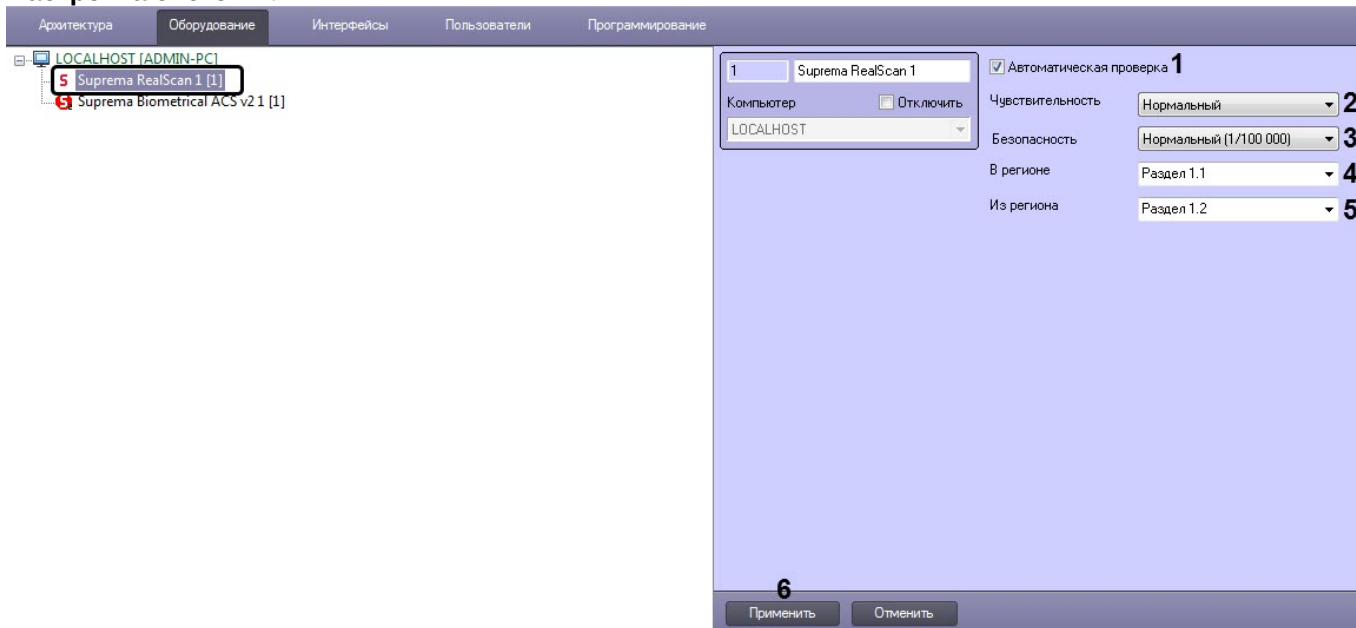 Архитектура Оборудование Интерфейсы Пользователи Программирование
LOCALHOST [ADMIN-PC]
S Suprema RealScan 1 [1]
Suprema Biometrical ACS v2 1 [1]
1 Suprema RealScan 1
Компьютер Отключить
LOCALHOST
Автоматическая проверка 1
Чувствительность Нормальный 2
Безопасность Нормальный (1/100 000) 3
В регионе Раздел 1.1 4
Из региона Раздел 1.2 5
6
Применить Отменить